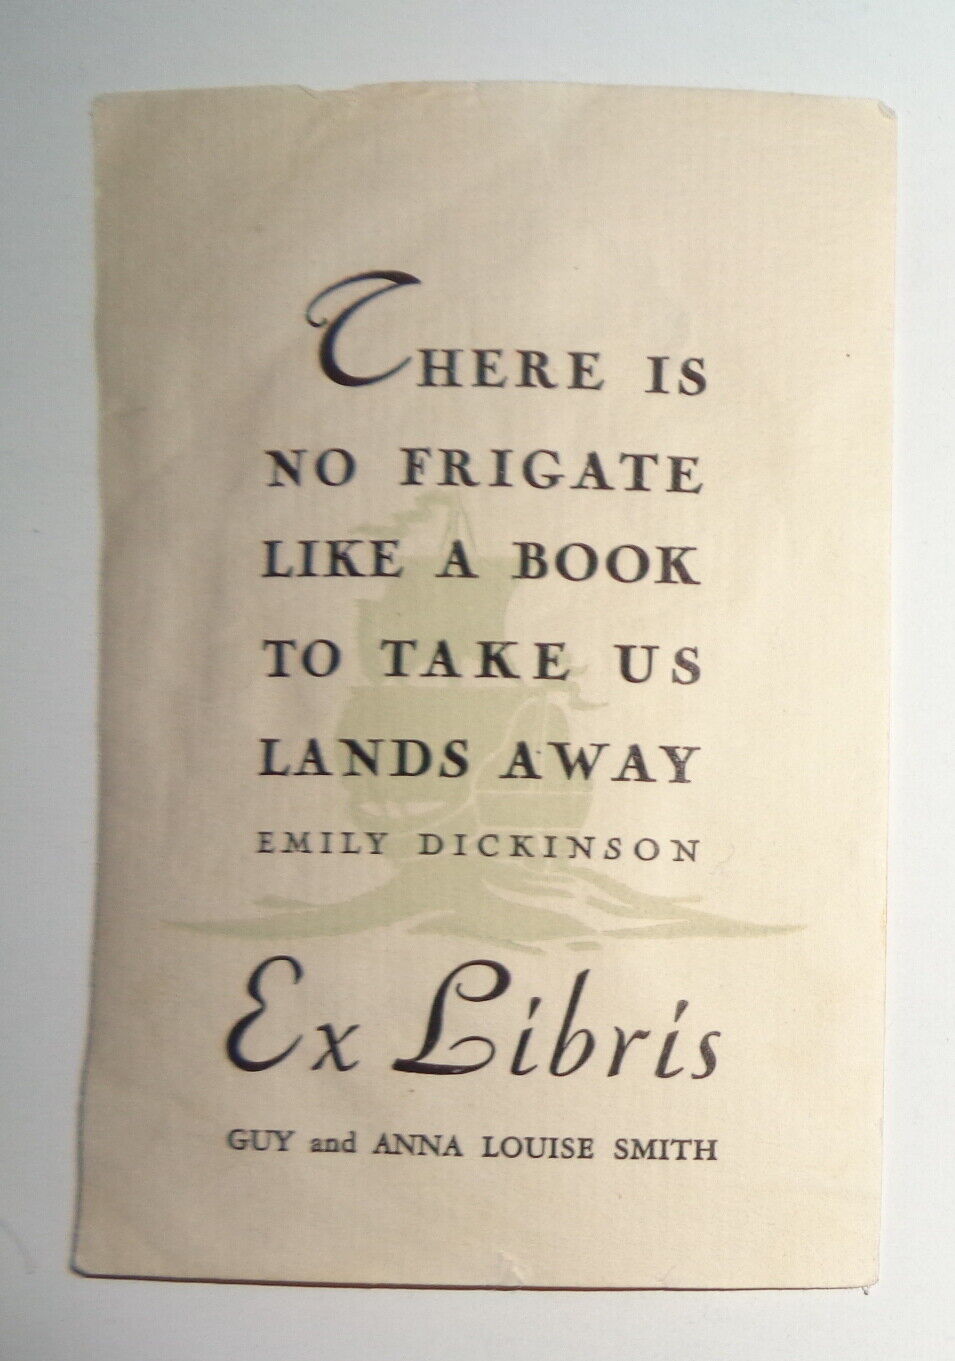 THERE IS
NO FRIGATE
LIKE A BOOK
TO TAKE US
LANDS AWAY
EMILY DICKINSON
Ex Libris
GUY and ANNA LOUISE SMITH